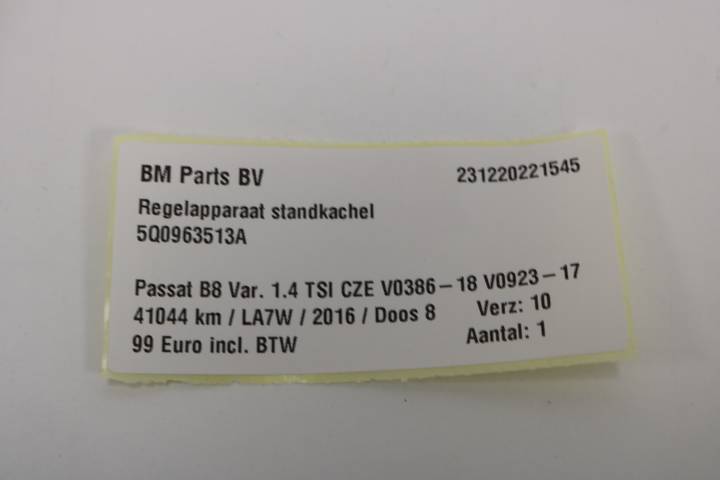 BM Parts BV 231220221545
Regelapparaat standkachel
5Q0963513A
Passat B8 Var. 1.4 TSI CZE V0386-18 V0923-17
41044 km / LA7W / 2016 / Doos 8 Verz: 10
99 Euro incl. BTW Aantal: 1